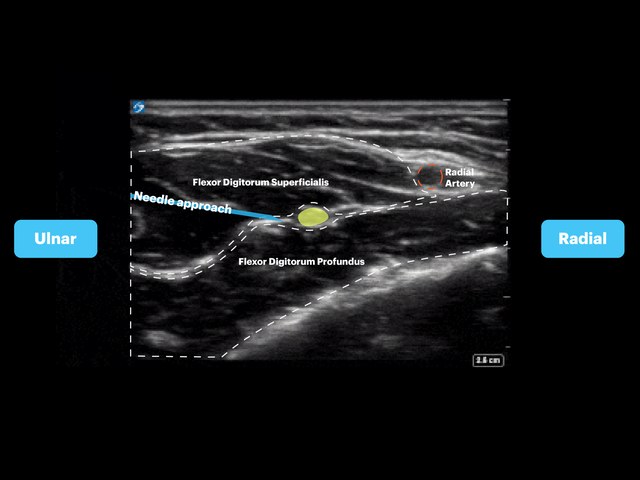 Radial
Artery
Flexor Digitorum Superficialis
Needle approach
Ulnar
Radial
Flexor Digitorum Profundus
2.6 cm